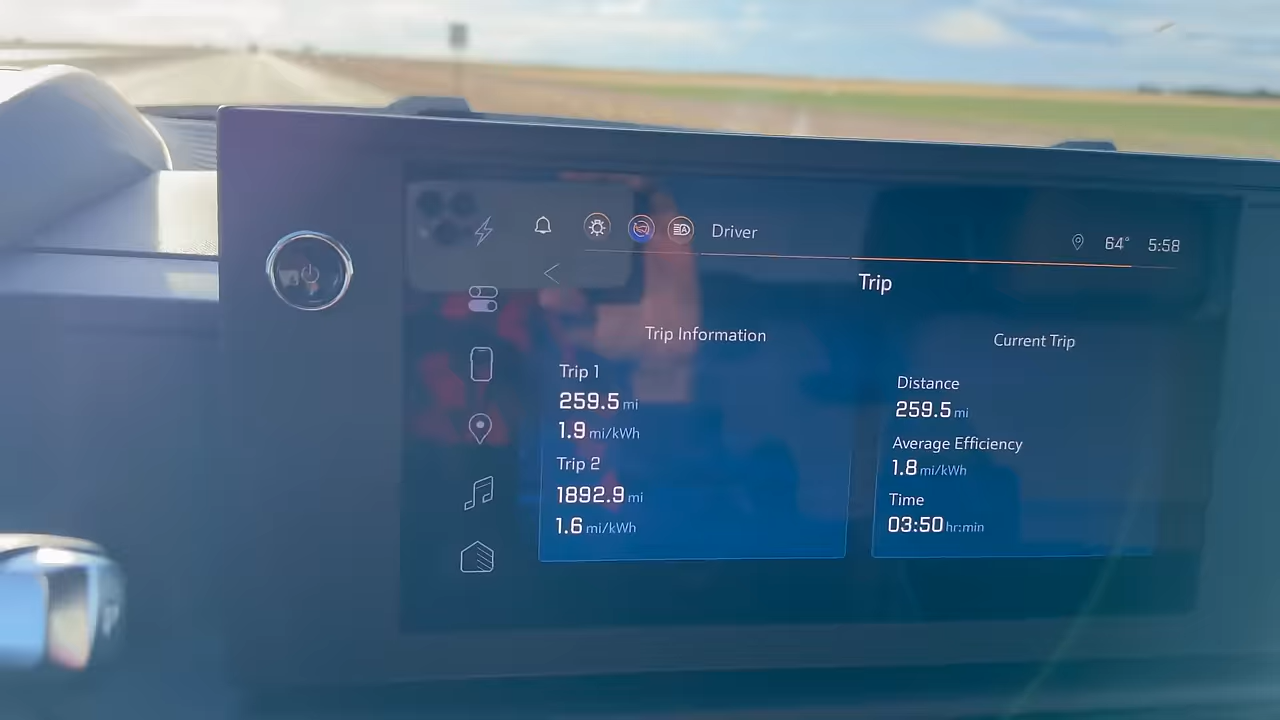 Driver
64° 5:58
Trip
Trip Information
Trip 1
259.5 mi
1.9 mi/kWh
Trip 2
1892.9 mi
1.6 mi/kWh
Current Trip
Distance
259.5 mi
Average Efficiency
1.8 mi/kWh
Time
03:50 hr:min